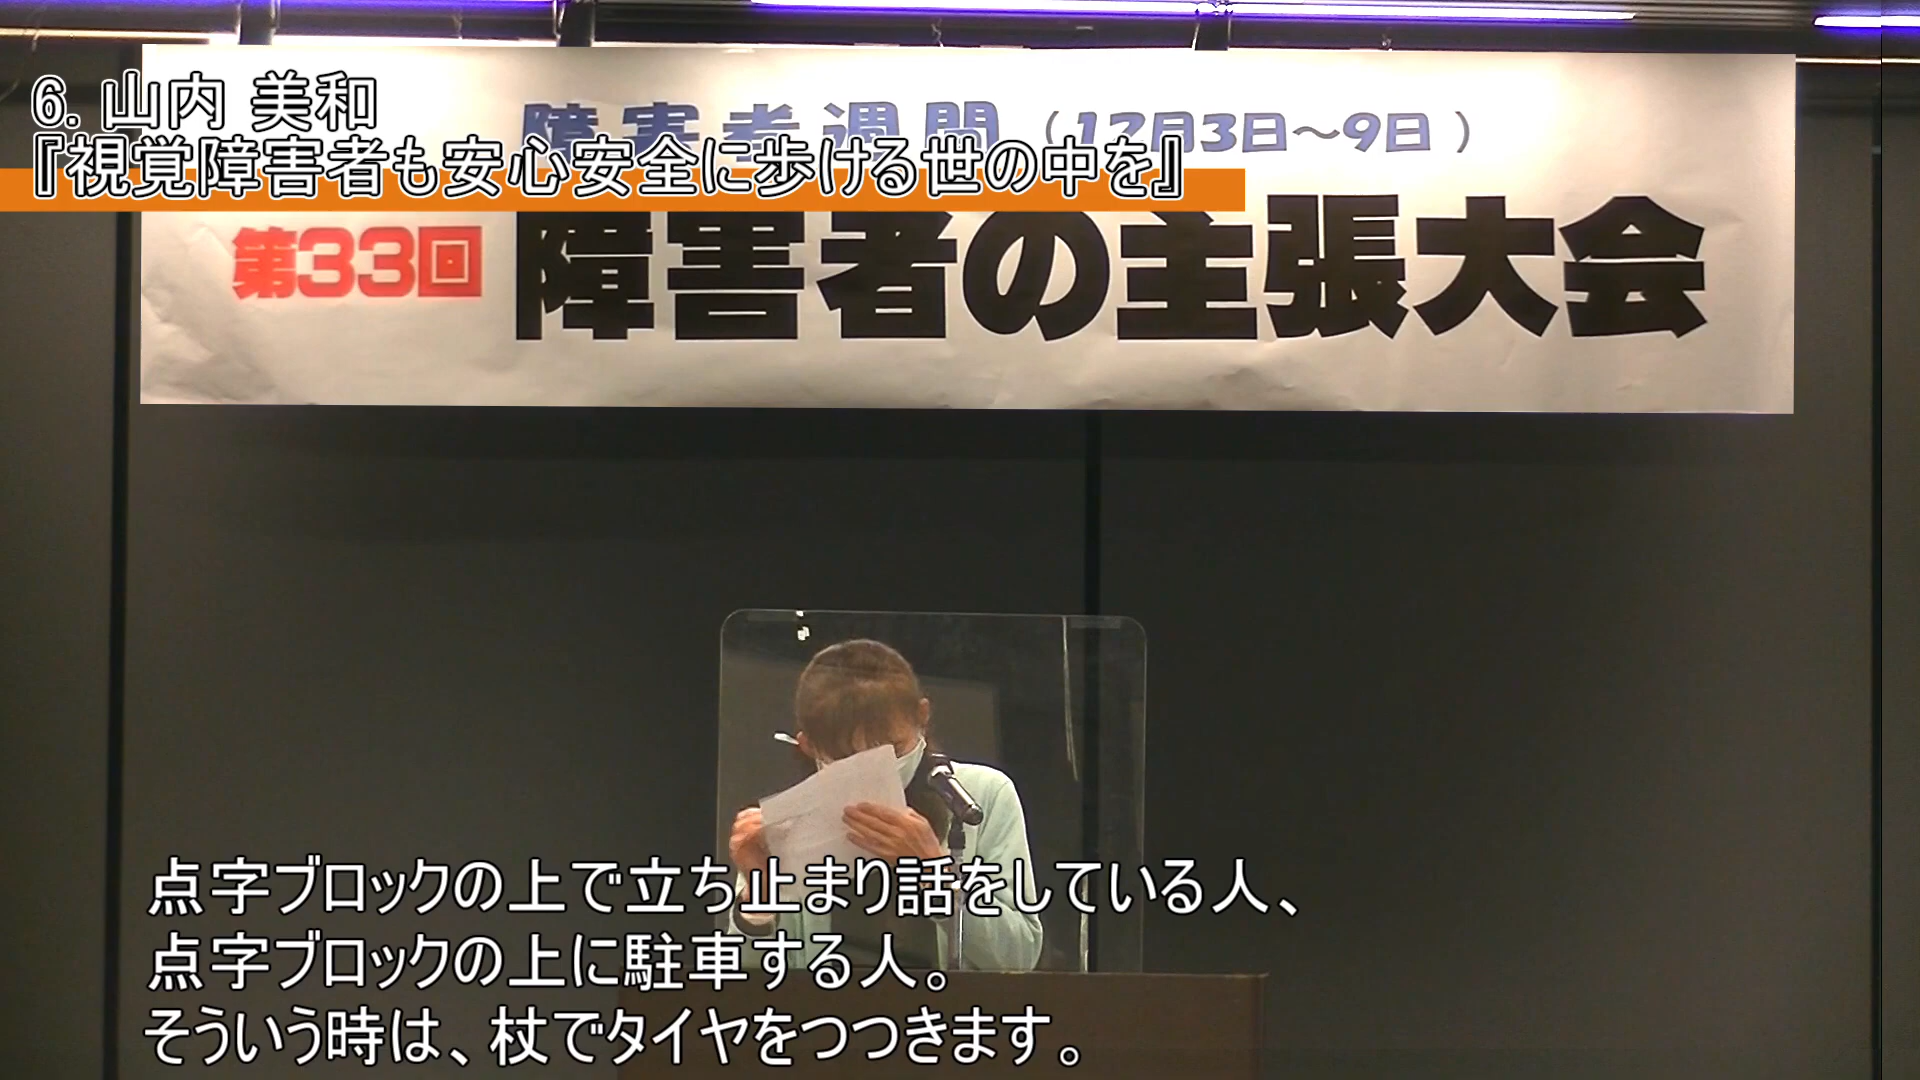 6. 山内 美和
『視覚障害者も安心安全に歩ける世の中を』
障害者週間（12月3日～9日）
第33回 障害者の主張大会
点字ブロックの上で立ち止まり話をしている人、
点字ブロックの上に駐車する人。
そういう時は、杖でタイヤをつつきます。